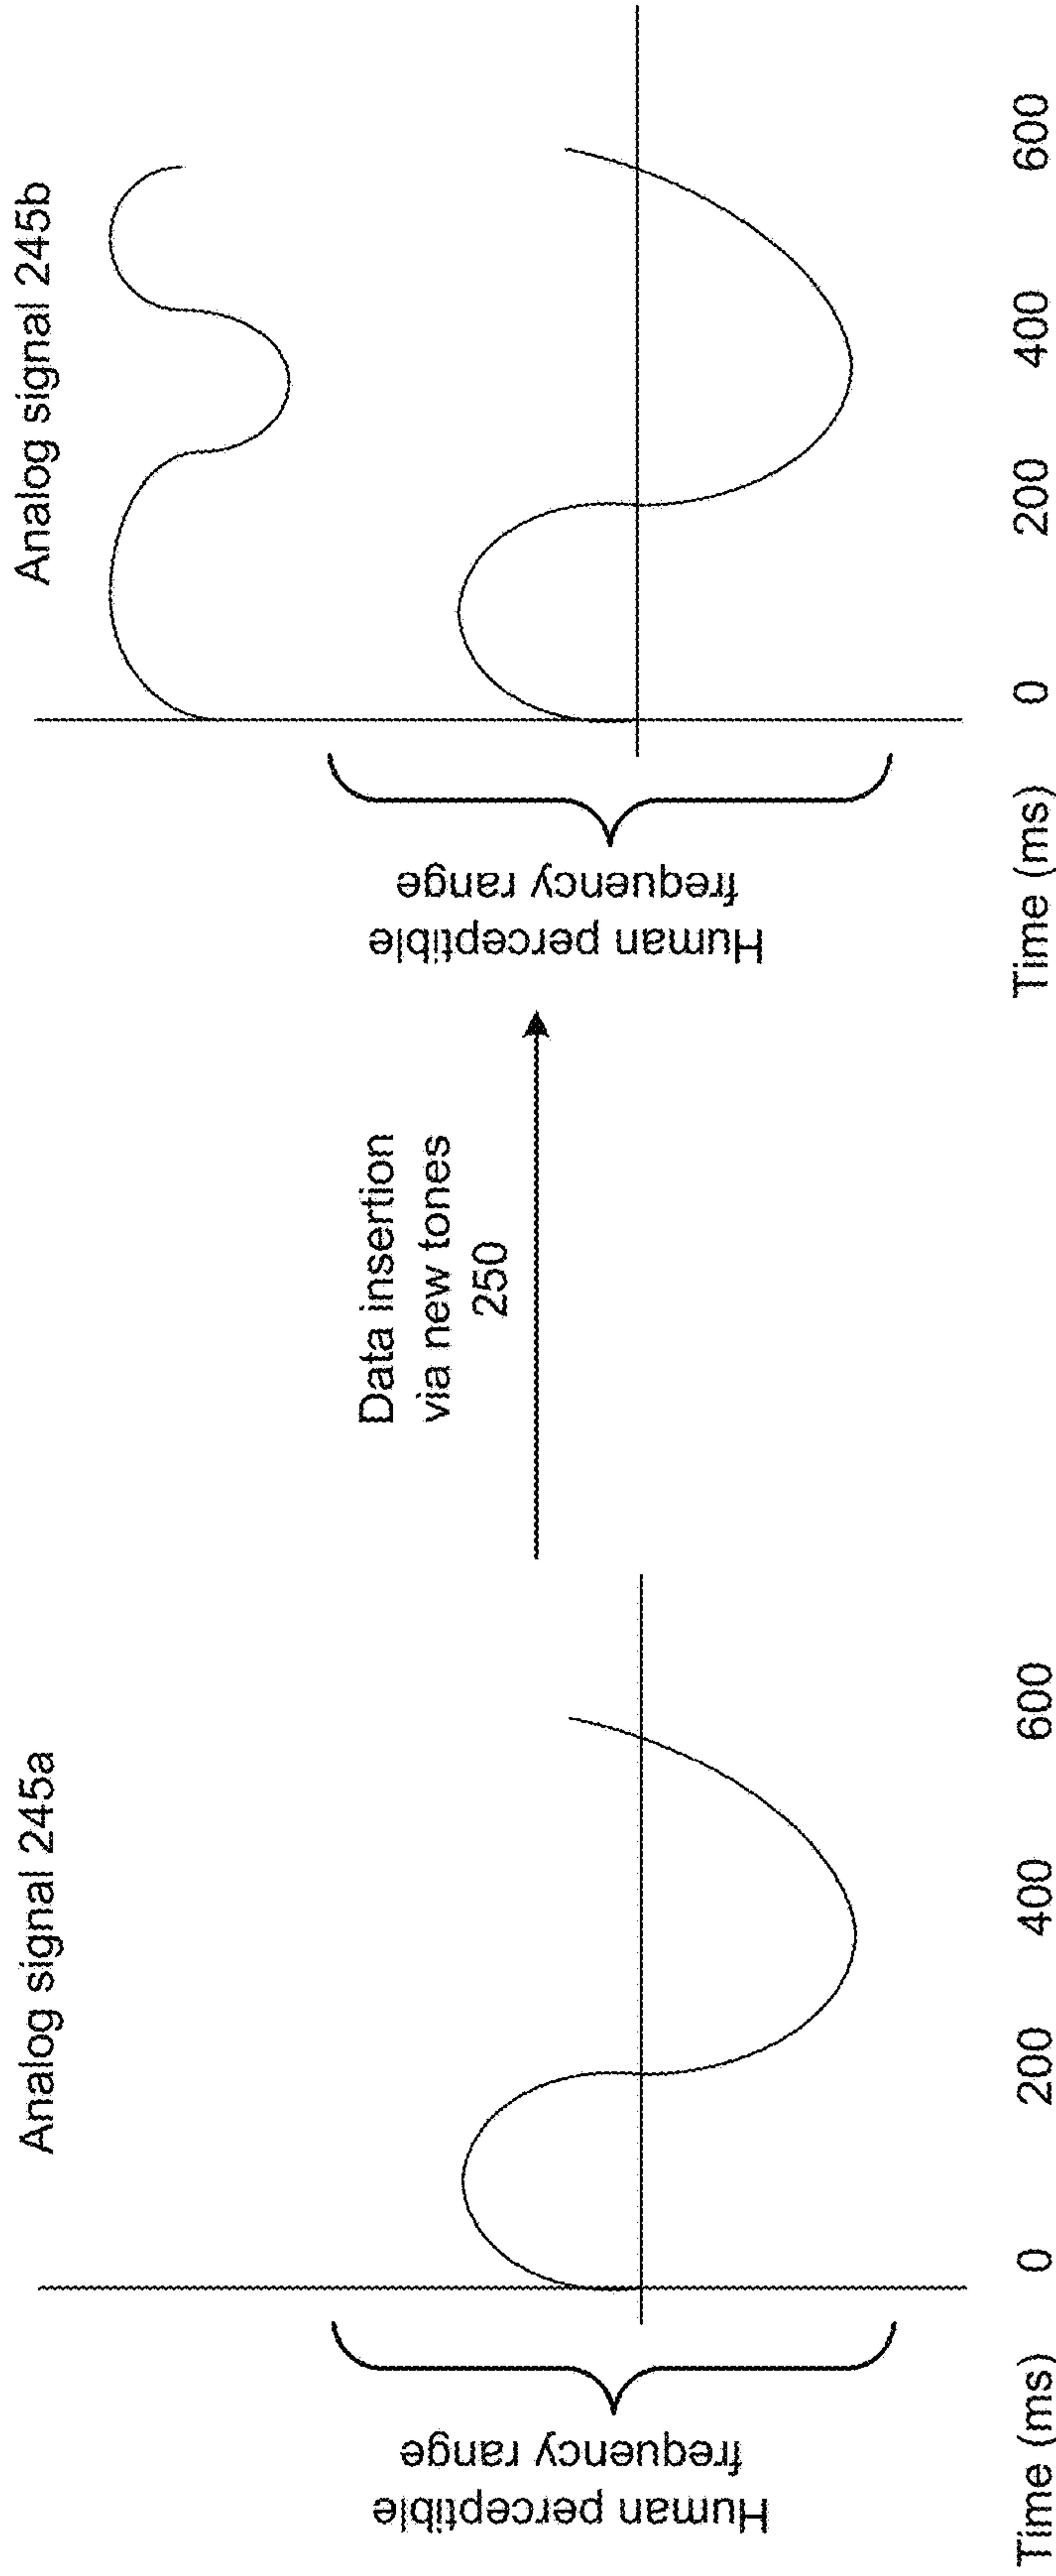 Analog signal 245a
Human perceptible
frequency range
Time (ms) 0 200 400 600
Data insertion
via new tones
250
Analog signal 245b
Human perceptible
frequency range
Time (ms) 0 200 400 600